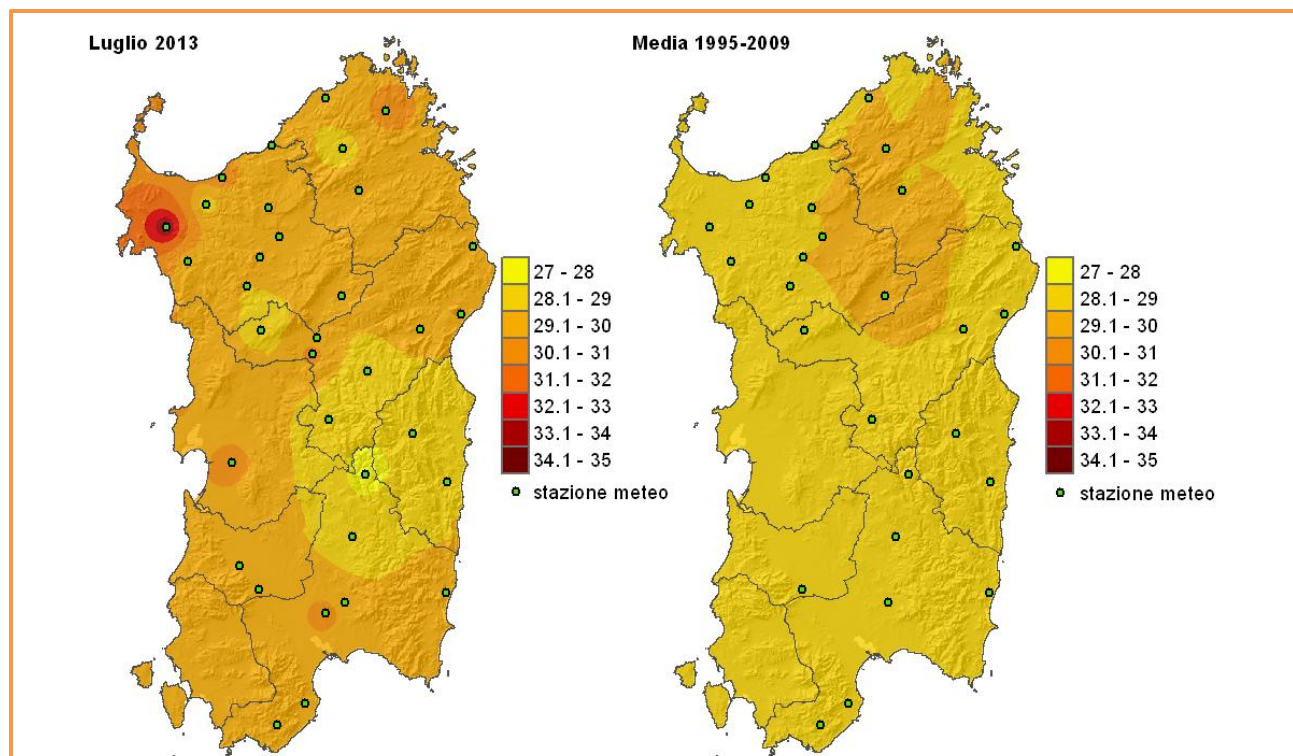 Luglio 2013
27 - 28
28.1 - 29
29.1 - 30
30.1 - 31
31.1 - 32
32.1 - 33
33.1 - 34
34.1 - 35
stazione meteo
Media 1995-2009
27 - 28
28.1 - 29
29.1 - 30
30.1 - 31
31.1 - 32
32.1 - 33
33.1 - 34
34.1 - 35
stazione meteo